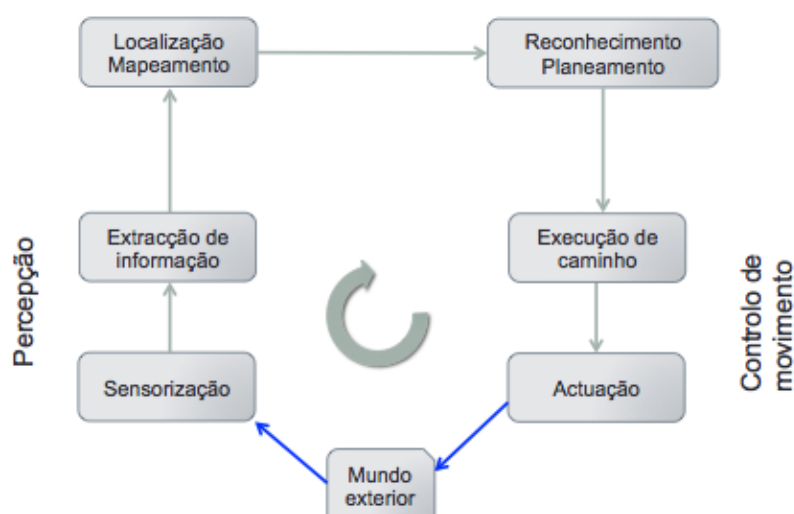 Localização
Mapeamento
Reconhecimento
Planeamento
Percepção
Extracção de
informação
Execução de
caminho
Controlo de
movimento
Sensorização
Actuação
Mundo
exterior